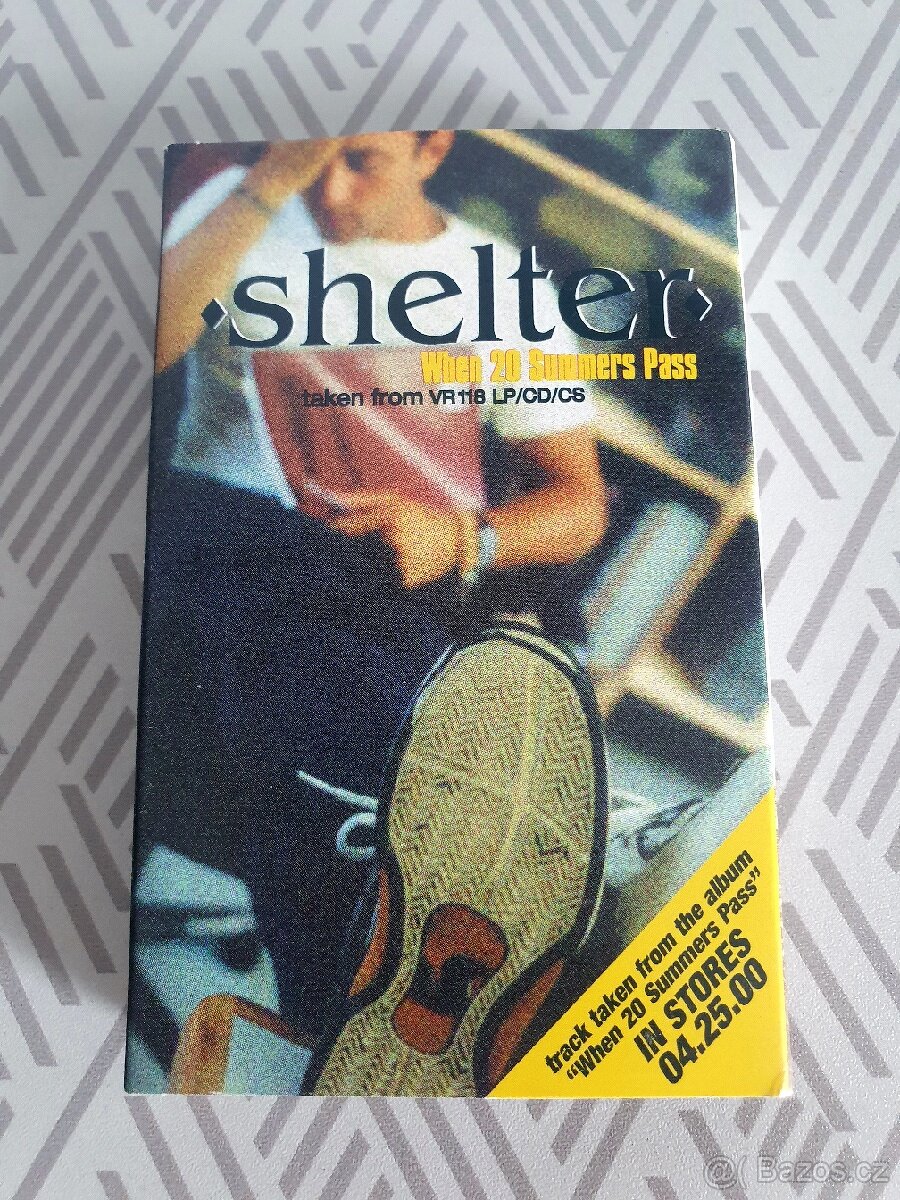 shelter
When 20 Summers Pass
taken from VR118 LP/CD/CS
track taken from the album
"When 20 Summers Pass"
IN STORES
04.25.00
@( Bazos.cz